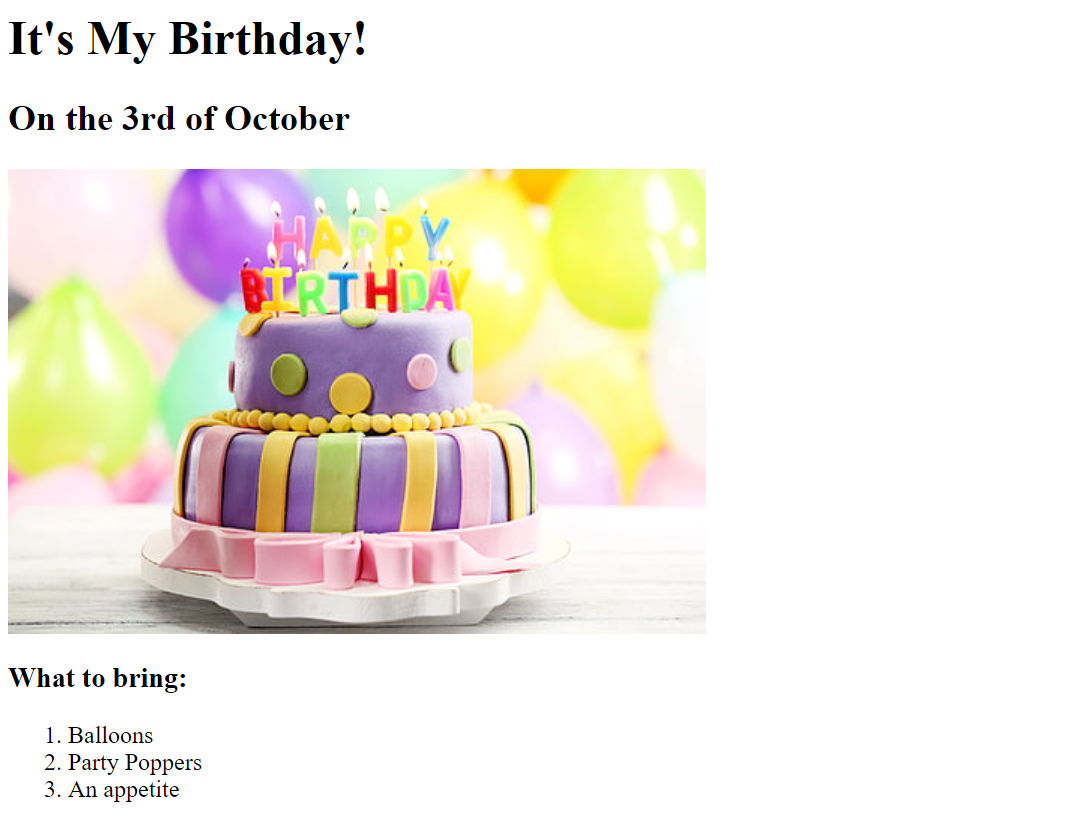 It's My Birthday!
On the 3rd of October
HAPPY
BIRTHDAY
What to bring:
1. Balloons
2. Party Poppers
3. An appetite